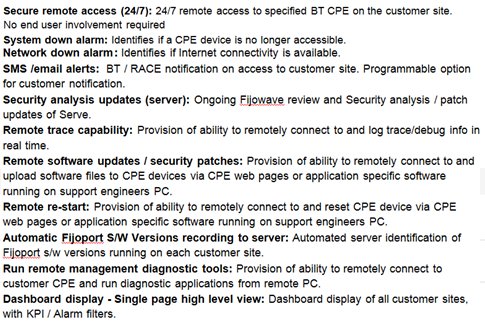 Secure remote access (24/7): 24/7 remote access to specified BT CPE on the customer site.
No end user involvement required
System down alarm: Identifies if a CPE device is no longer accessible.
Network down alarm: Identifies if Internet connectivity is available.
SMS /email alerts: BT / RACE notification on access to customer site. Programmable option
for customer notification.
Security analysis updates (server): Ongoing Fijowave review and Security analysis / patch
updates of Serve.
Remote trace capability: Provision of ability to remotely connect to and log trace/debug info in
real time.
Remote software updates / security patches: Provision of ability to remotely connect to and
upload software files to CPE devices via CPE web pages or application specific software
running on support engineers PC.
Remote re-start: Provision of ability to remotely connect to and reset CPE device via CPE
web pages or application specific software running on support engineers PC.
Automatic Fijoport S/W Versions recording to server: Automated server identification of
Fijoport s/w versions running on each customer site.
Run remote management diagnostic tools: Provision of ability to remotely connect to
customer CPE and run diagnostic applications from remote PC.
Dashboard display - Single page high level view: Dashboard display of all customer sites,
with KPI / Alarm filters.